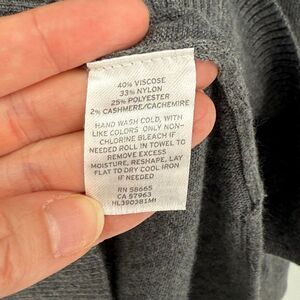 40% VISCOSE
33% NYLON
25% POLYESTER
2% CASHMERE/CACHEMIRE
HAND WASH COLD, WITH
LIKE COLORS ONLY NON-
CHLORINE BLEACH IF
NEEDED ROLL IN TOWEL TO
REMOVE EXCESS
MOISTURE, RESHAPE, LAY
FLAT TO DRY COOL IRON
IF NEEDED
RN 58665
CA 57963
HL390381MI